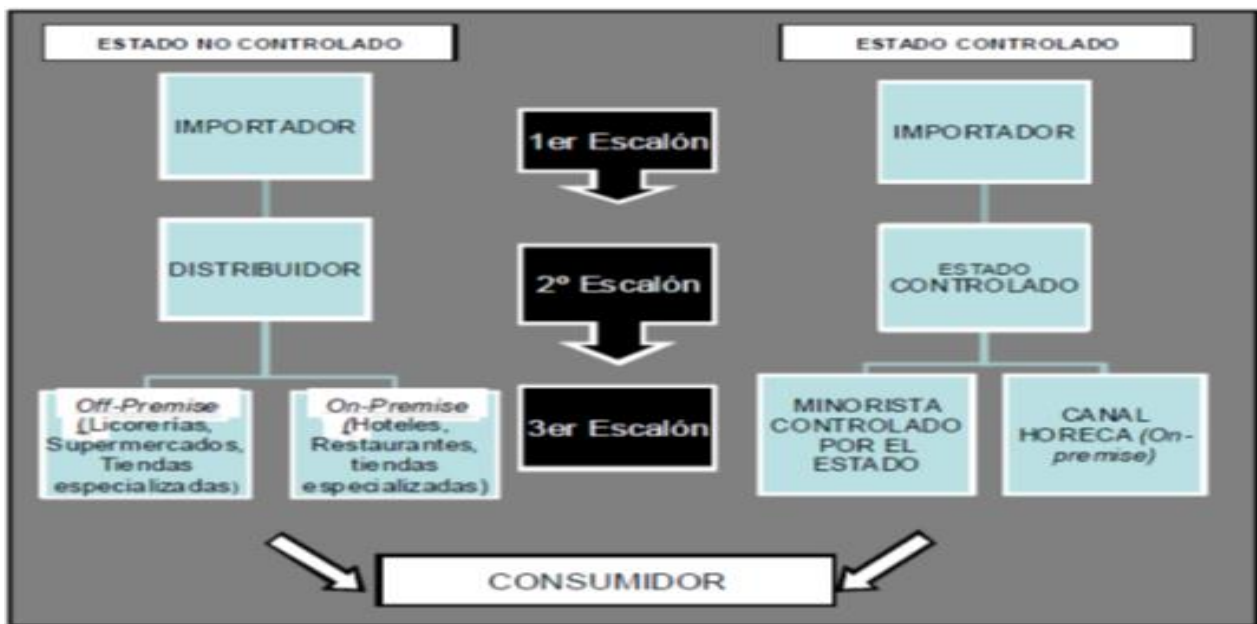 ESTADO NO CONTROLADO
ESTADO CONTROLADO
IMPORTADOR
1er Escalón
IMPORTADOR
DISTRIBUIDOR
2º Escalón
ESTADO
CONTROLADO
Off-Premise
(Licorerías,
Supermercados,
Tiendas
especializadas)
On-Premise
(Hoteles,
Restaurantes,
tiendas
especializadas)
3er Escalón
MINORISTA
CONTROLADO
POR EL
ESTADO
CANAL
HORECA (On-
premise)
CONSUMIDOR